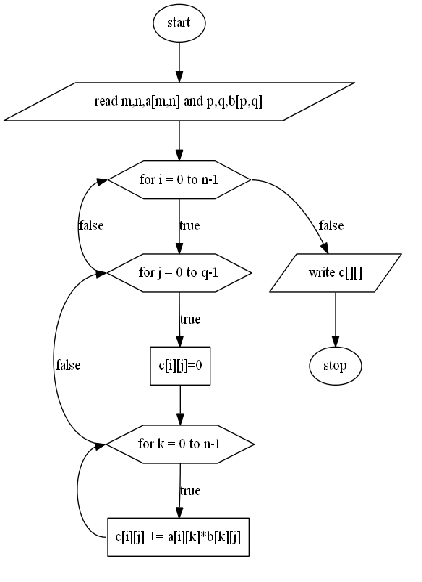 start
read m,n,a[m,n] and p,q,b[p,q]
for i = 0 to n-1
false
true
false
for j = 0 to q-1
write c[][]
true
stop
c[i][j]=0
false
for k = 0 to n-1
true
c[i][j] += a[i][k]*b[k][j]